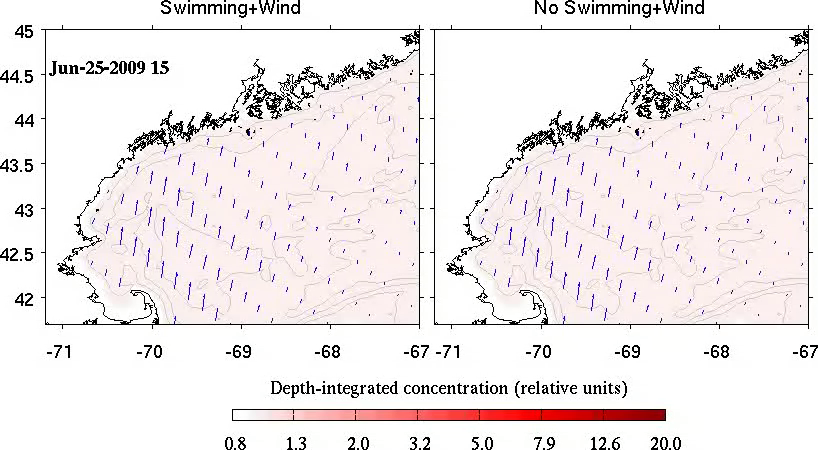 Swimming+Wind No Swimming+Wind
45
Jun-25-2009 15
44.5
44
43.5
43
42.5
42
-71 -70 -69 -68 -67 -71 -70 -69 -68 -67
Depth-integrated concentration (relative units)
0.8 1.3 2.0 3.2 5.0 7.9 12.6 20.0